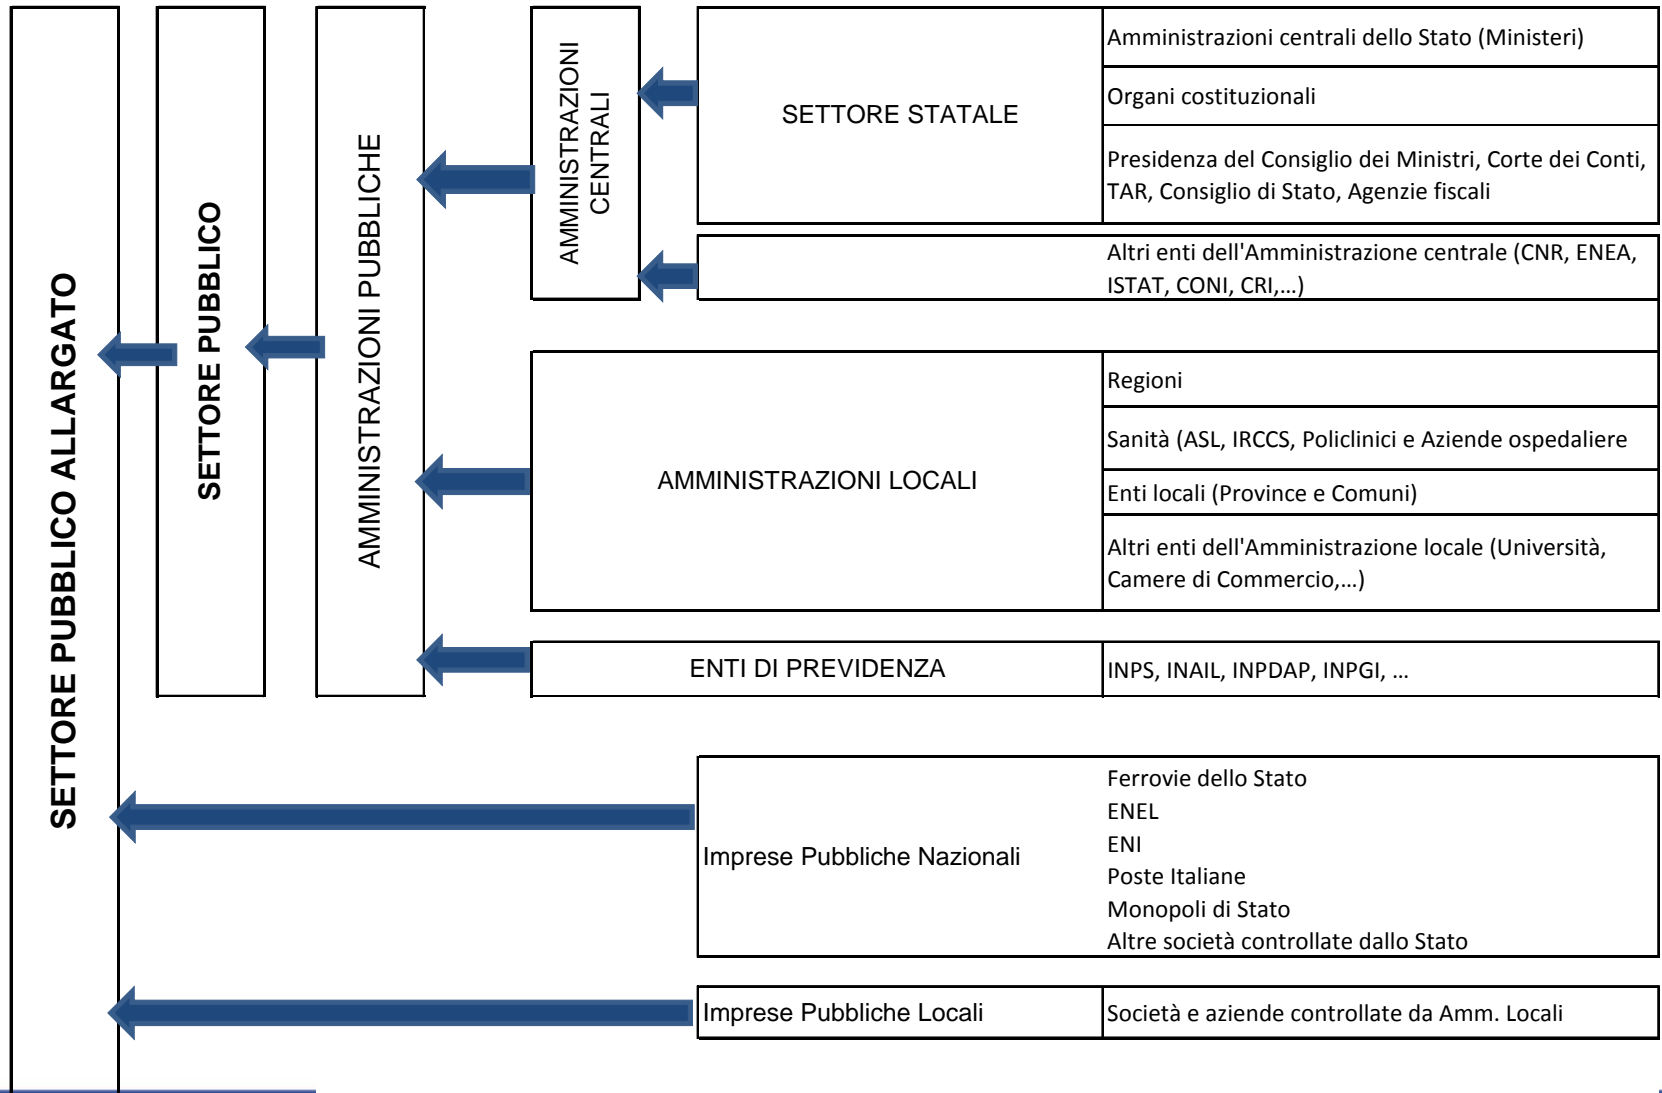 SETTORE PUBBLICO ALLARGATO
SETTORE PUBBLICO
AMMINISTRAZIONI PUBBLICHE
AMMINISTRAZIONI
CENTRALI
SETTORE STATALE
Amministrazioni centrali dello Stato (Ministeri)
Organi costituzionali
Presidenza del Consiglio dei Ministri, Corte dei Conti,
TAR, Consiglio di Stato, Agenzie fiscali
Altri enti dell'Amministrazione centrale (CNR, ENEA,
ISTAT, CONI, CRI,...)
AMMINISTRAZIONI LOCALI
Regioni
Sanità (ASL, IRCCS, Policlinici e Aziende ospedaliere
Enti locali (Province e Comuni)
Altri enti dell'Amministrazione locale (Università,
Camere di Commercio,...)
ENTI DI PREVIDENZA
INPS, INAIL, INPDAP, INPGI, ...
Imprese Pubbliche Nazionali
Ferrovie dello Stato
ENEL
ENI
Poste Italiane
Monopoli di Stato
Altre società controllate dallo Stato
Imprese Pubbliche Locali
Società e aziende controllate da Amm. Locali